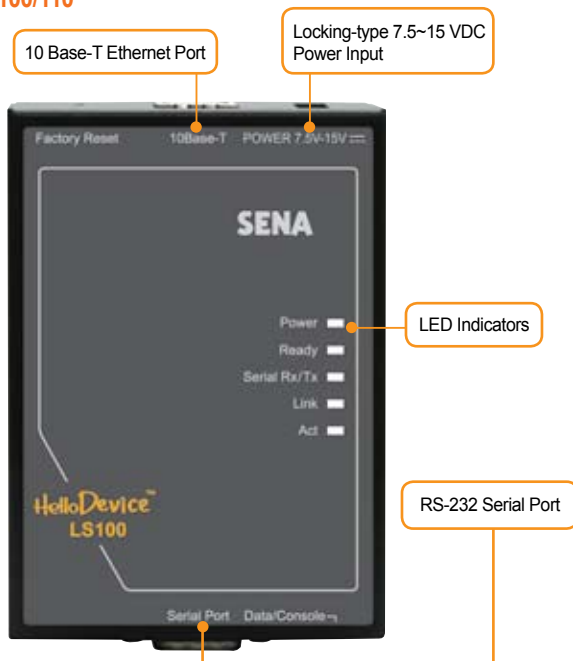 100/110
10 Base-T Ethernet Port
Locking-type 7.5~15 VDC
Power Input
Factory Reset
10Base-T
POWER 7.5V-15V
SENA
Power
LED Indicators
Ready
Serial Rx/Tx
Link
Act
HelloDevice™
LS100
RS-232 Serial Port
Serial Port
Data/Console